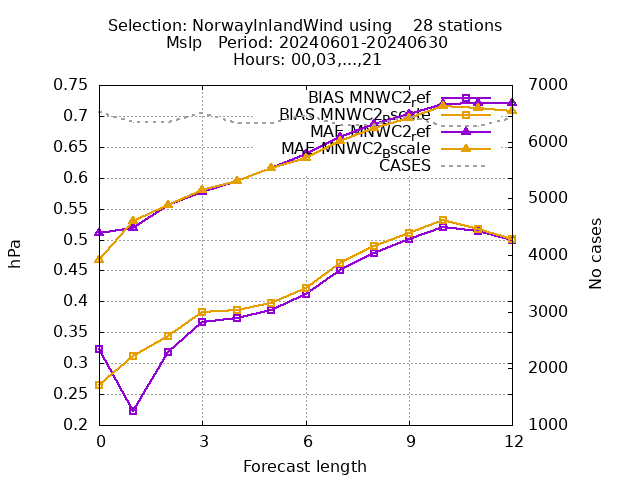 Selection: NorwayInlandWind using    28 stations
Mslp   Period: 20240601-20240630
Hours: 00,03,...,21
BIAS MNWC2_ref
BIAS MNWC2_Bscale
MAE MNWC2_ref
MAE MNWC2_Bscale
CASES
0.75
0.7
0.65
0.6
0.55
0.5
0.45
0.4
0.35
0.3
0.25
0.2
hPa
7000
6000
5000
4000
3000
2000
1000
No cases
0 3 6 9 12
Forecast length